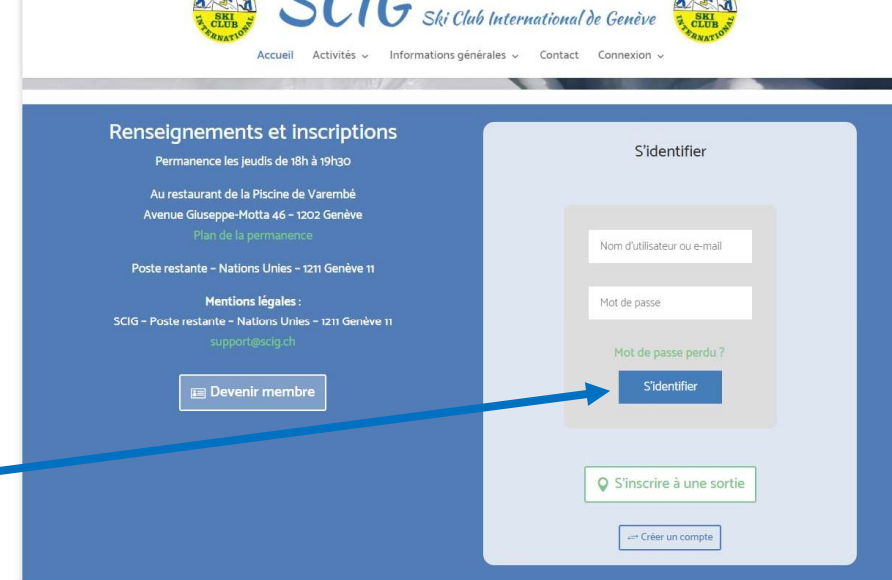 SKI
CLUB
INTERNATIONAL
SCIG Ski Club International de Genève
SKI
CLUB
INTERNATIONAL
Accueil Activités Informations générales Contact Connexion
Renseignements et inscriptions
Permanence les jeudis de 18h à 19h30
Au restaurant de la Piscine de Varembé
Avenue Giuseppe-Motta 46 – 1202 Genève
Plan de la permanence
Poste restante – Nations Unies – 1211 Genève 11
Mentions légales :
SCIG – Poste restante – Nations Unies – 1211 Genève 11
support@scig.ch
Devenir membre
S'identifier
Nom d'utilisateur ou e-mail
Mot de passe
Mot de passe perdu ?
S'identifier
S'inscrire à une sortie
Créer un compte